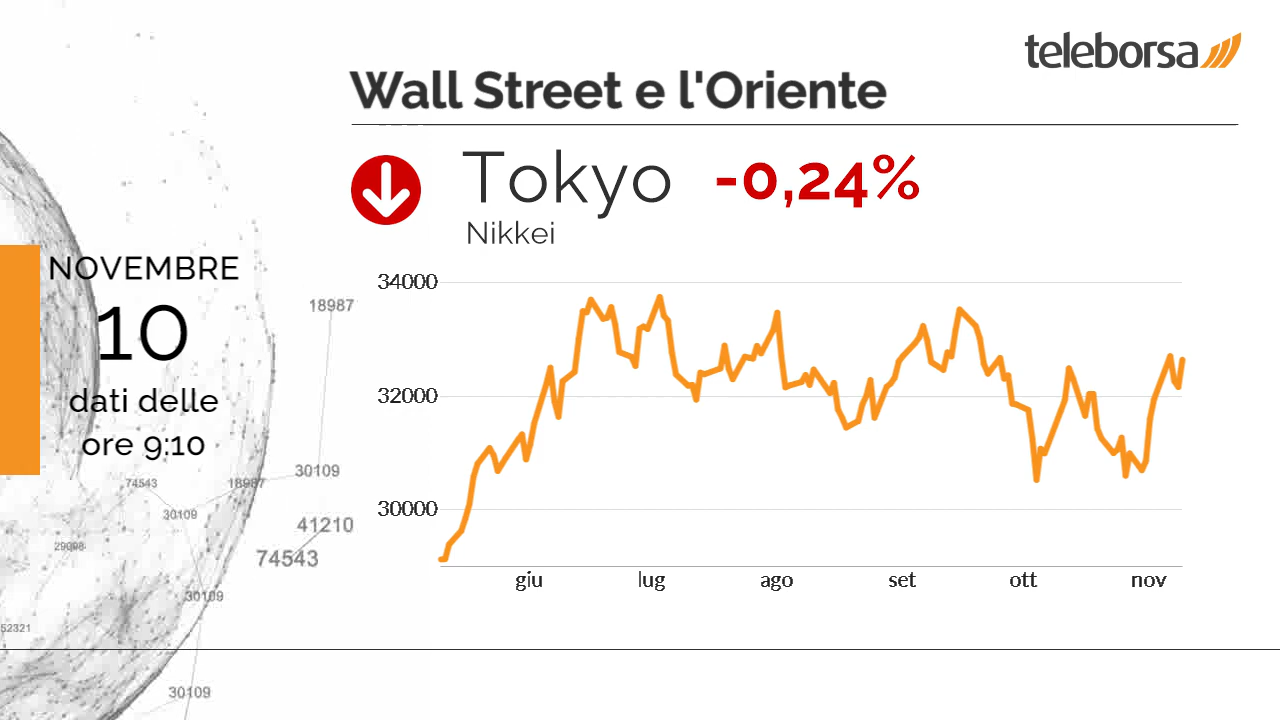 teleborsa
Wall Street e l'Oriente
Tokyo -0,24%
Nikkei
NOVEMBRE
10
dati delle
ore 9:10
34000
32000
30000
giu lug ago set ott nov
18987
30109
74543 18987
30109
41210
74543
29098
30109
52321
30109